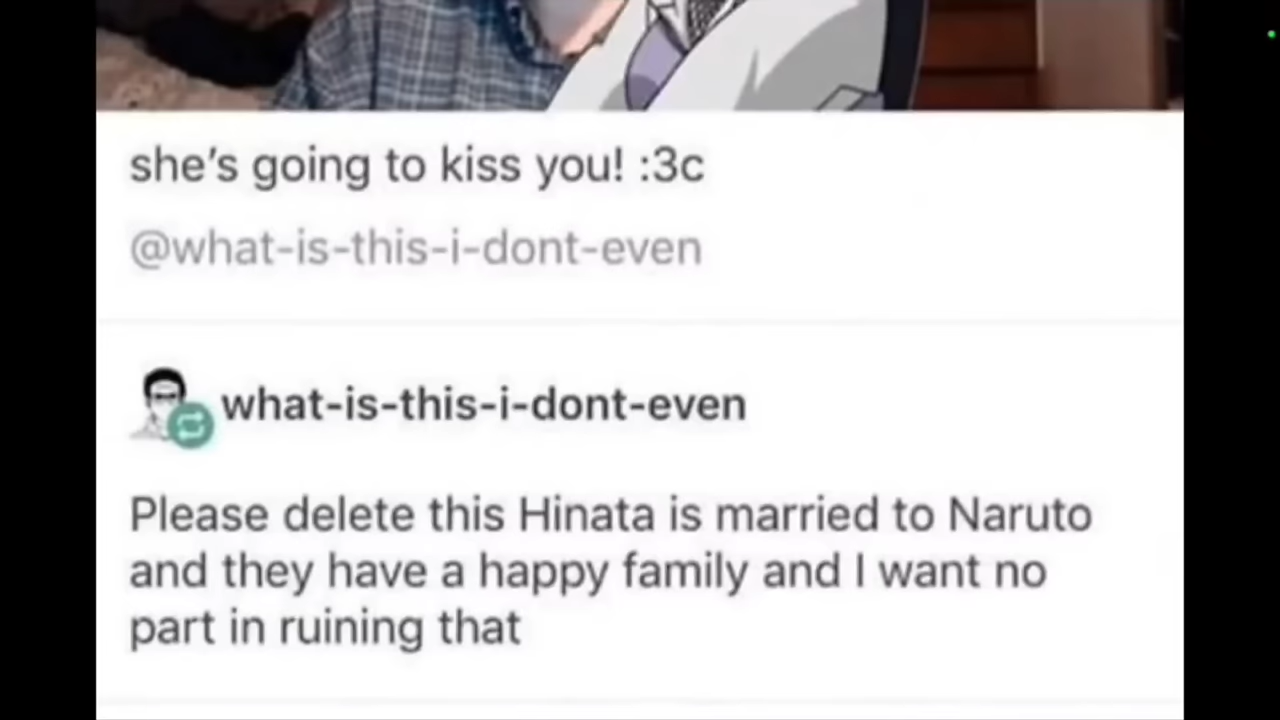 she's going to kiss you! :3c
@what-is-this-i-dont-even
what-is-this-i-dont-even
Please delete this Hinata is married to Naruto
and they have a happy family and I want no
part in ruining that